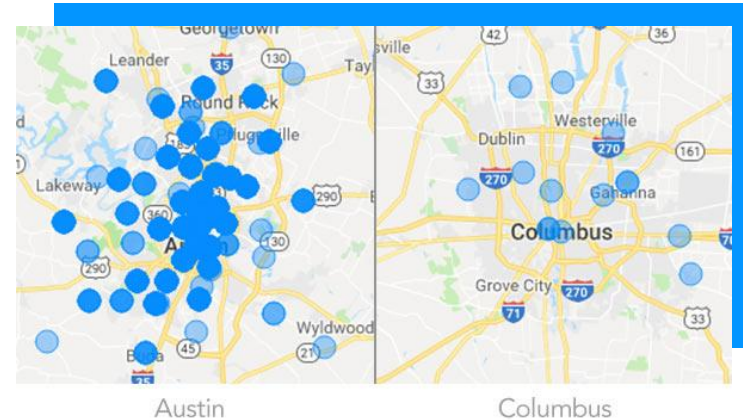 Georgetown
Leander
35
130
Tay
Round Rock
Pflugerville
183
Lakeway
290
360
Austin
130
290
Wyldwood
45
21
Buda
35
Austin
ville
42
36
33
Westerville
Dublin
270
161
270
Gahanna
Columbus
70
Grove City
270
71
33
Columbus